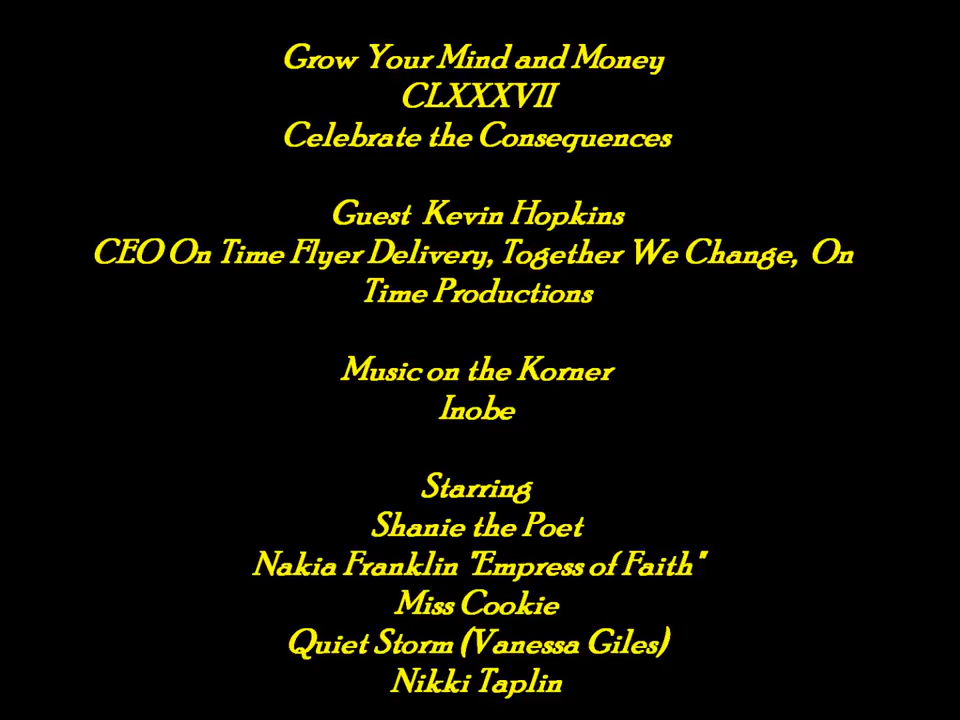 Grow Your Mind and Money
CLXXXVII
Celebrate the Consequences
Guest Kevin Hopkins
CEO On Time Flyer Delivery, Together We Change, On
Time Productions
Music on the Korner
Inobe
Starring
Shanie the Poet
Nakia Franklin "Empress of Faith"
Miss Cookie
Quiet Storm (Vanessa Giles)
Nikki Taplin